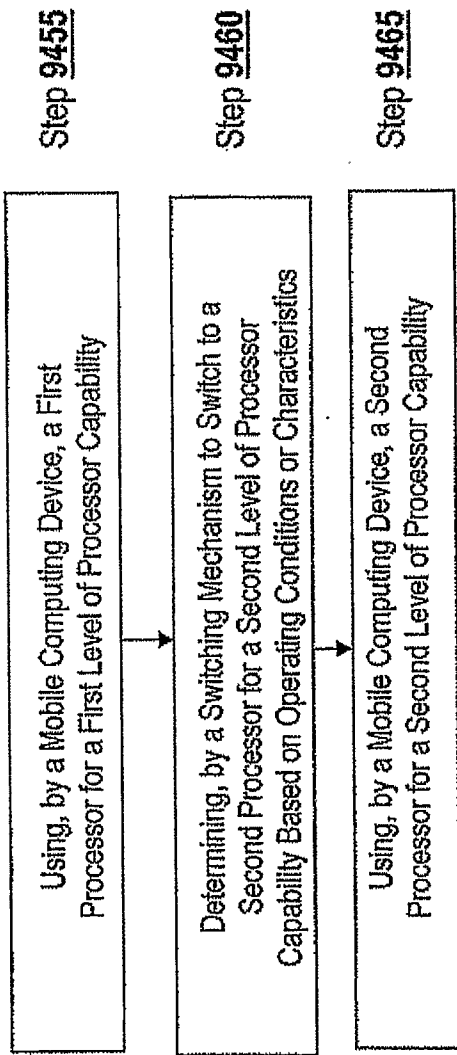 Using, by a Mobile Computing Device, a First
Processor for a First Level of Processor Capability
Step 9455
Determining, by a Switching Mechanism to Switch to a
Second Processor for a Second Level of Processor
Capability Based on Operating Conditions or Characteristics
Step 9460
Using, by a Mobile Computing Device, a Second
Processor for a Second Level of Processor Capability
Step 9465